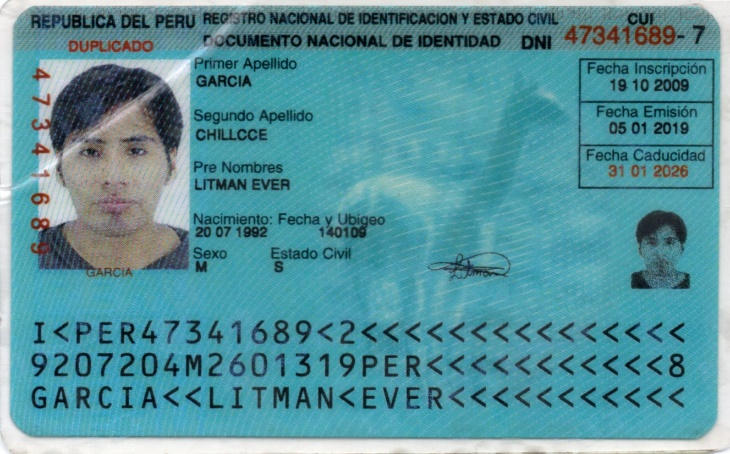 REPUBLICA DEL PERU REGISTRO NACIONAL DE IDENTIFICACION Y ESTADO CIVIL CUI
DUPLICADO DOCUMENTO NACIONAL DE IDENTIDAD DNI 47341689-7
47341689
Primer Apellido
GARCIA
Segundo Apellido
CHILLCCE
Pre Nombres
LITMAN EVER
Nacimiento: Fecha y Ubigeo
20 07 1992 140109
Sexo Estado Civil
M S
Fecha Inscripción
19 10 2009
Fecha Emisión
05 01 2019
Fecha Caducidad
31 01 2026
GARCIA
Litman
I<PER47341689<2<<<<<<<<<<<<<<<
9207204M2601319PER<<<<<<<<<<<8
GARCIA<<LITMAN<EVER<<<<<<<<<<<